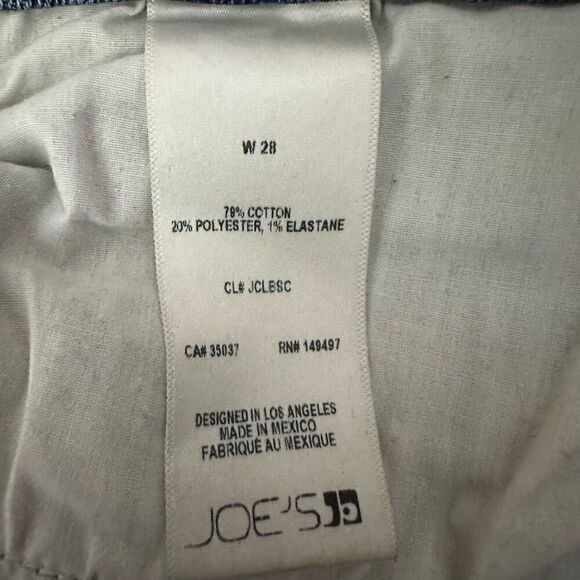 W 28
79% COTTON
20% POLYESTER, 1% ELASTANE
CL# JCLBSC
CA# 35037 RN# 149497
DESIGNED IN LOS ANGELES
MADE IN MEXICO
FABRIQUÉ AU MEXIQUE
JOE'S